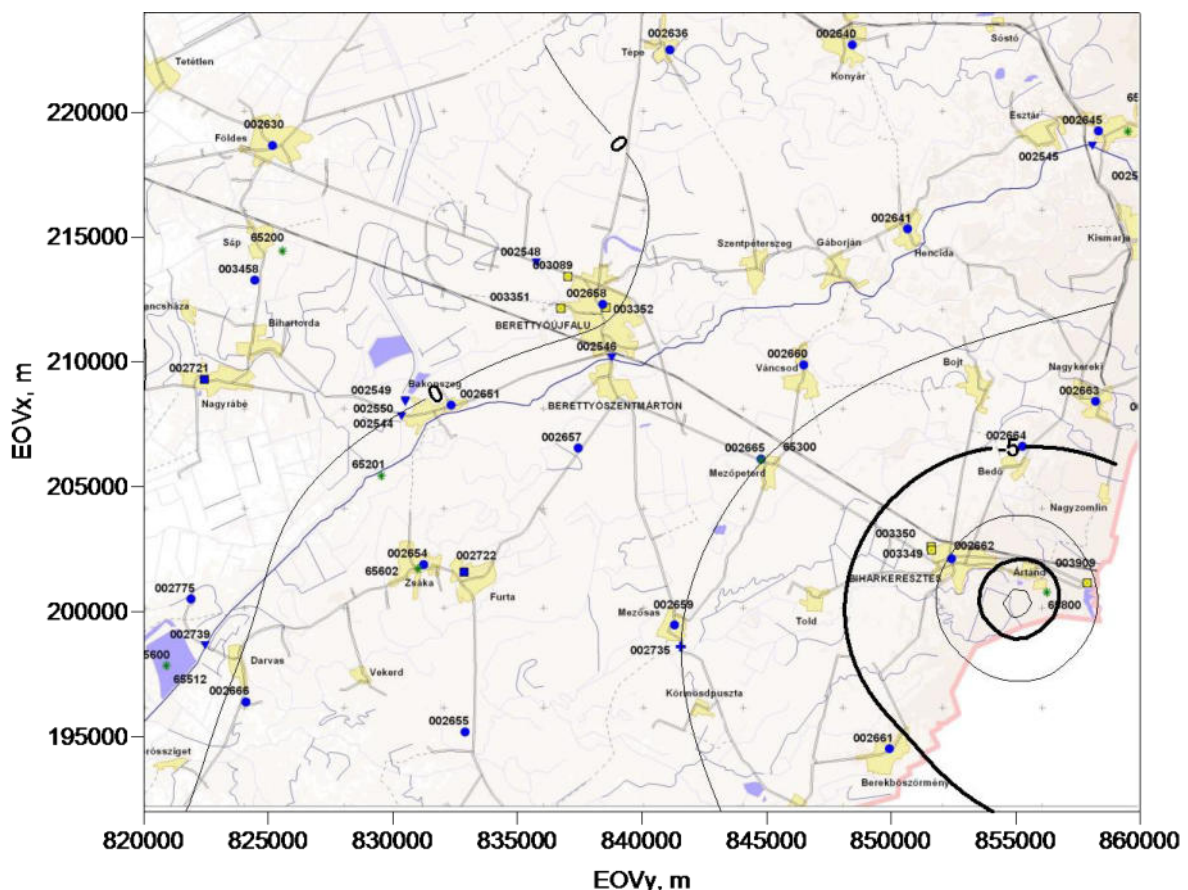 002636
002640
Sóstó
Tépe
Tetétlen
Konyár
220000
Esztár
002645
002630
Földes
0
002545
215000
Sáp
65200
002641
Szentpéterszeg
Gáborján
Hencida
Kismarja
002548
003089
003458
002658
003351
003352
Bihartorda
BERETTYÓÚJFALU
210000
002546
002660
Váncsod
Bojt
Nagykereki
002721
Nagyrábé
Bakonszeg
002549
0
002651
002663
002550
002544
BERETTYÓSZENTMÁRTON
EOVx, m
002657
002664
-5
002665
65300
65201
Mezőpeterd
Bedő
205000
Nagyzomlin
003350
003349
002662
002654
002722
65602
Zsáka
BIHARKERESZTES
Ártánd
003909
002775
Furta
200000
002659
Mezősas
Told
65800
002739
002735
5600
65512
Darvas
Vekerd
002666
Körmösdpuszta
195000
002655
002661
Berekböszörmény
820000
825000
830000
835000
840000
845000
850000
855000
860000
EOVy, m